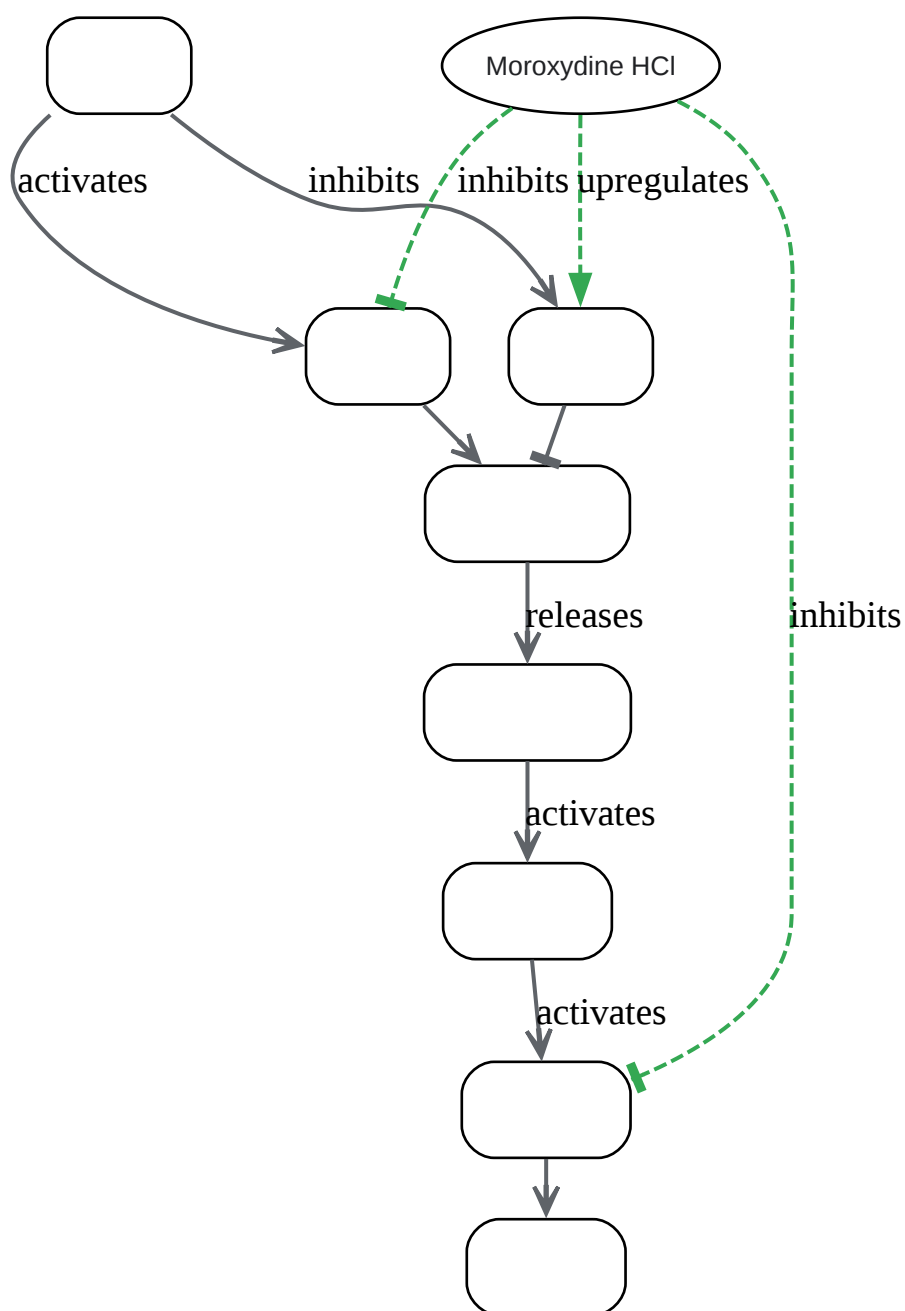 Moroxydine HCl
activates
inhibits
inhibits
upregulates
releases
inhibits
activates
activates